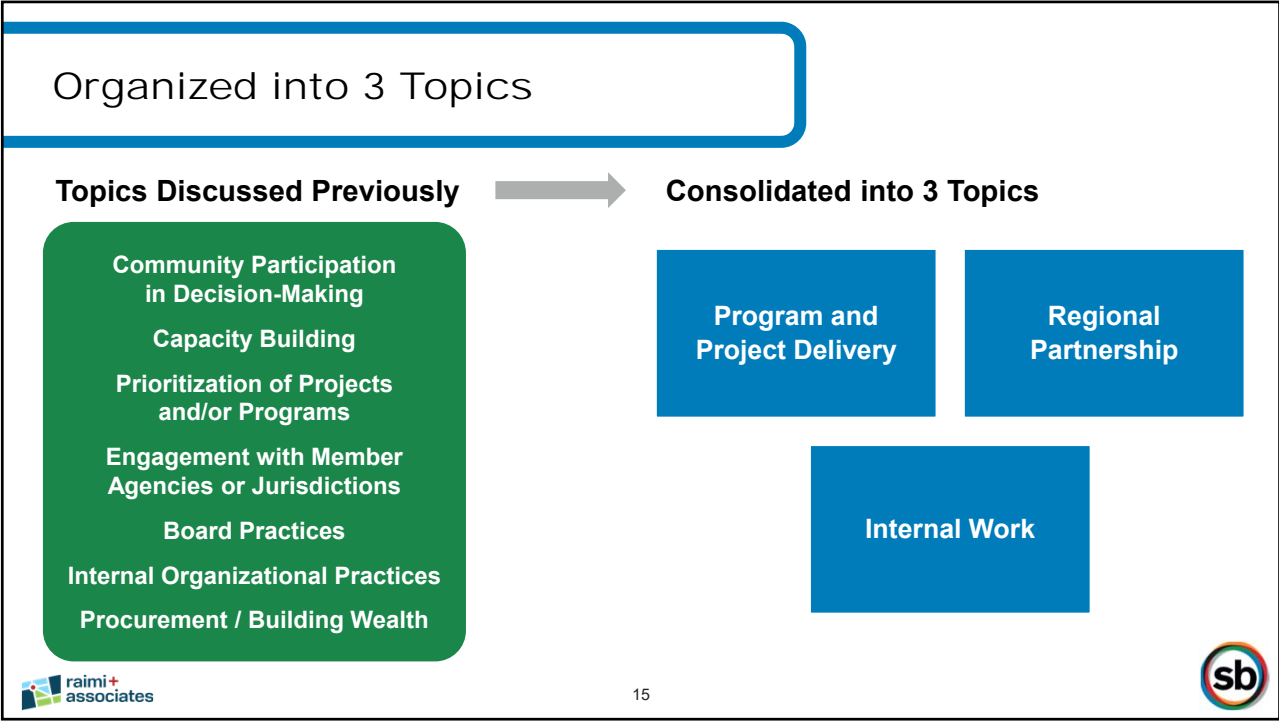 Organized into 3 Topics
Topics Discussed Previously
Community Participation
in Decision-Making
Capacity Building
Prioritization of Projects
and/or Programs
Engagement with Member
Agencies or Jurisdictions
Board Practices
Internal Organizational Practices
Procurement / Building Wealth
Consolidated into 3 Topics
Program and
Project Delivery
Regional
Partnership
Internal Work
raimi+
associates
15
sb